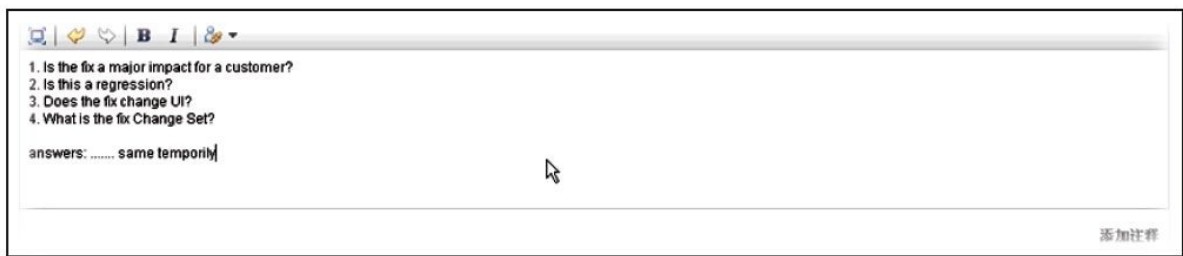 B I
1. Is the fix a major impact for a customer?
2. Is this a regression?
3. Does the fix change UI?
4. What is the fix Change Set?
answers: ....... same temporily
添加注释